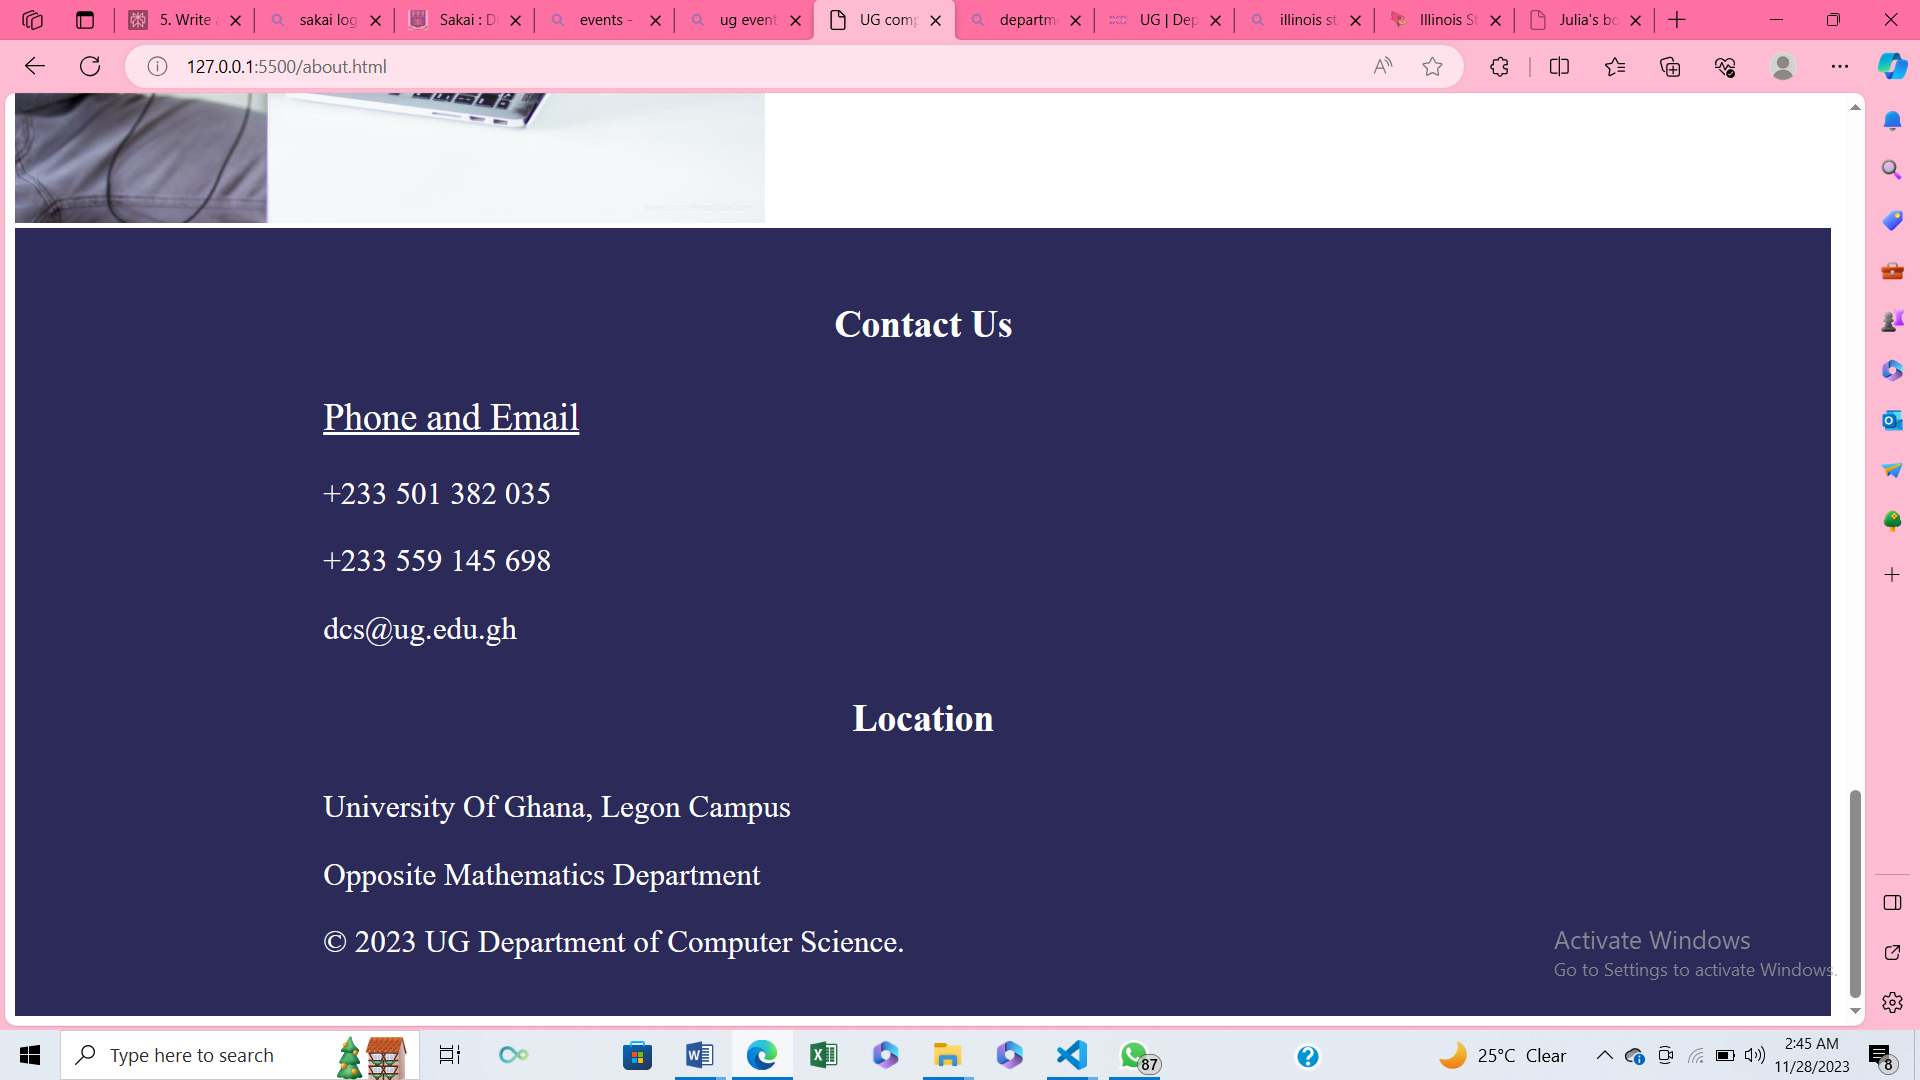 5. Write a
sakai log
Sakai : D
events -
ug event
UG comp
departm
UG | Dep
illinois st
Illinois St
Julia's bo
127.0.0.1:5500/about.html
Contact Us
Phone and Email
+233 501 382 035
+233 559 145 698
dcs@ug.edu.gh
Location
University Of Ghana, Legon Campus
Opposite Mathematics Department
© 2023 UG Department of Computer Science.
Activate Windows
Go to Settings to activate Windows.
Type here to search
87
25°C Clear
2:45 AM
11/28/2023
8